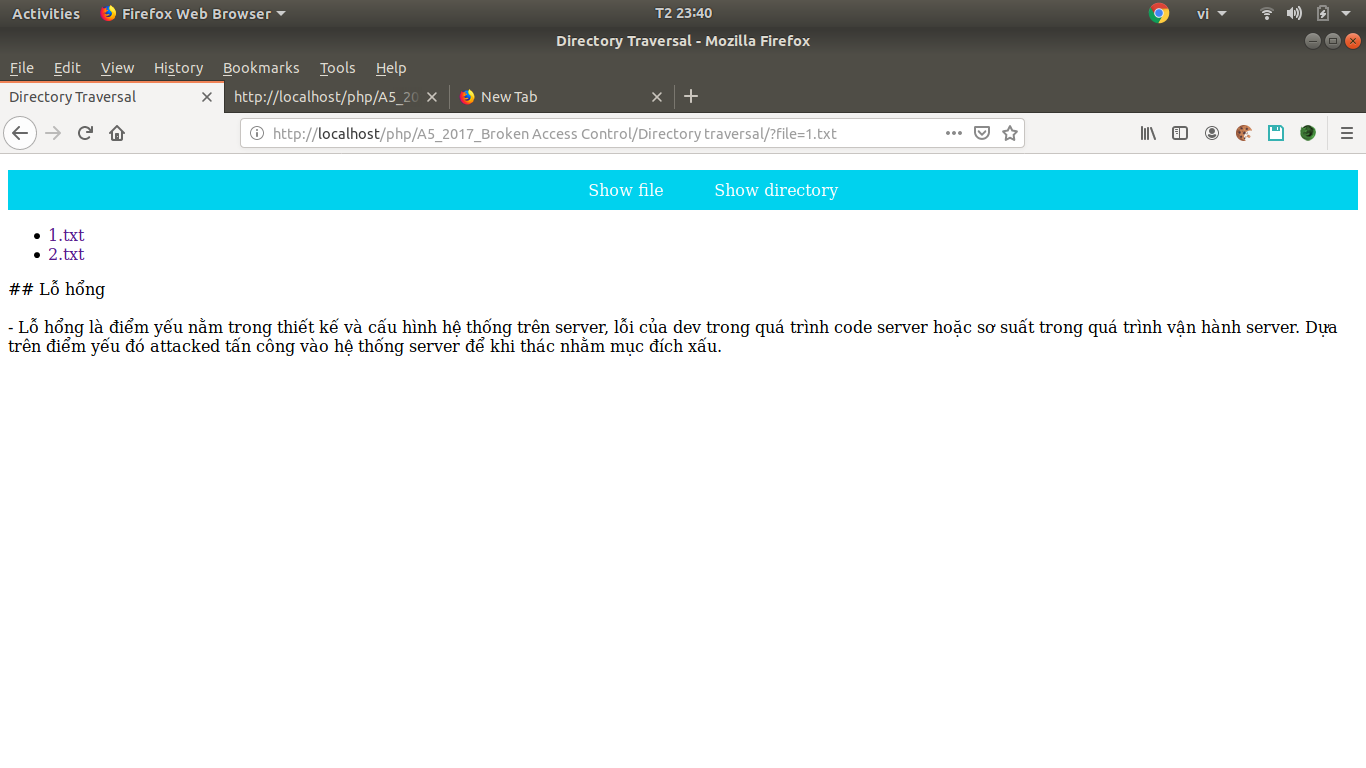 Activities Firefox Web Browser T2 23:40 vi
Directory Traversal - Mozilla Firefox
File Edit View History Bookmarks Tools Help
Directory Traversal http://localhost/php/A5_20 New Tab
http://localhost/php/A5_2017_Broken Access Control/Directory traversal/?file=1.txt
Show file Show directory
• 1.txt
• 2.txt
## Lỗ hổng
- Lỗ hổng là điểm yếu nằm trong thiết kế và cấu hình hệ thống trên server, lỗi của dev trong quá trình code server hoặc sơ suất trong quá trình vận hành server. Dựa
trên điểm yếu đó attacked tấn công vào hệ thống server để khi thác nhằm mục đích xấu.